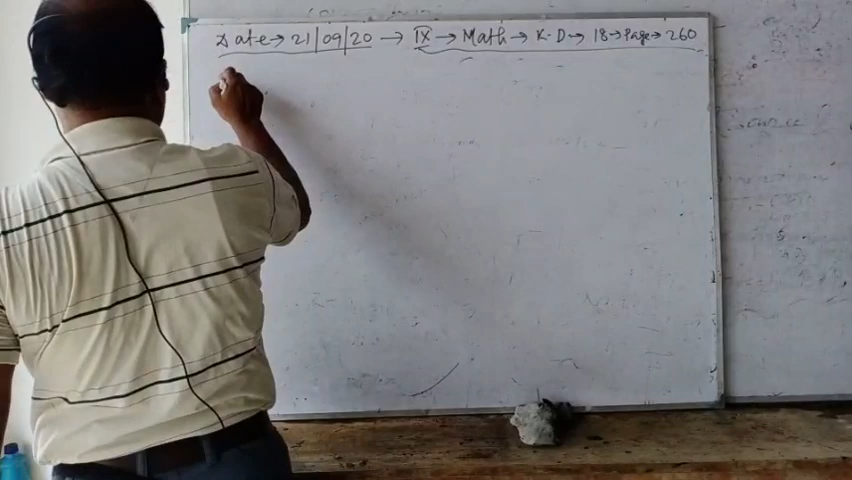 Date → 21/09/20 → IX → Math → K.D → 18 → Page → 260